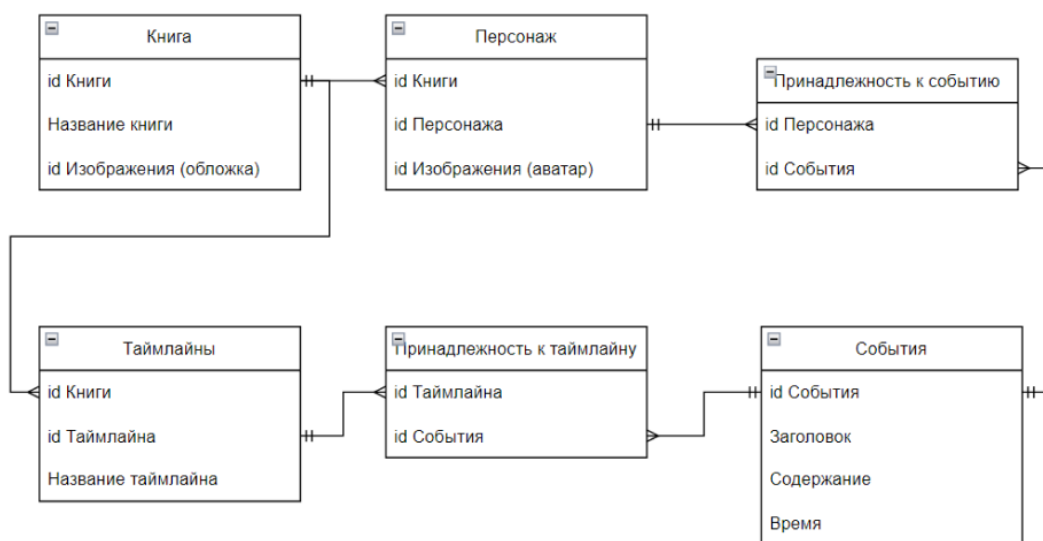 Книга
id Книги
Название книги
id Изображения (обложка)
Персонаж
id Книги
id Персонажа
id Изображения (аватар)
Принадлежность к событию
id Персонажа
id События
Таймлайны
id Книги
id Таймлайна
Название таймлайна
Принадлежность к таймлайну
id Таймлайна
id События
События
id События
Заголовок
Содержание
Время